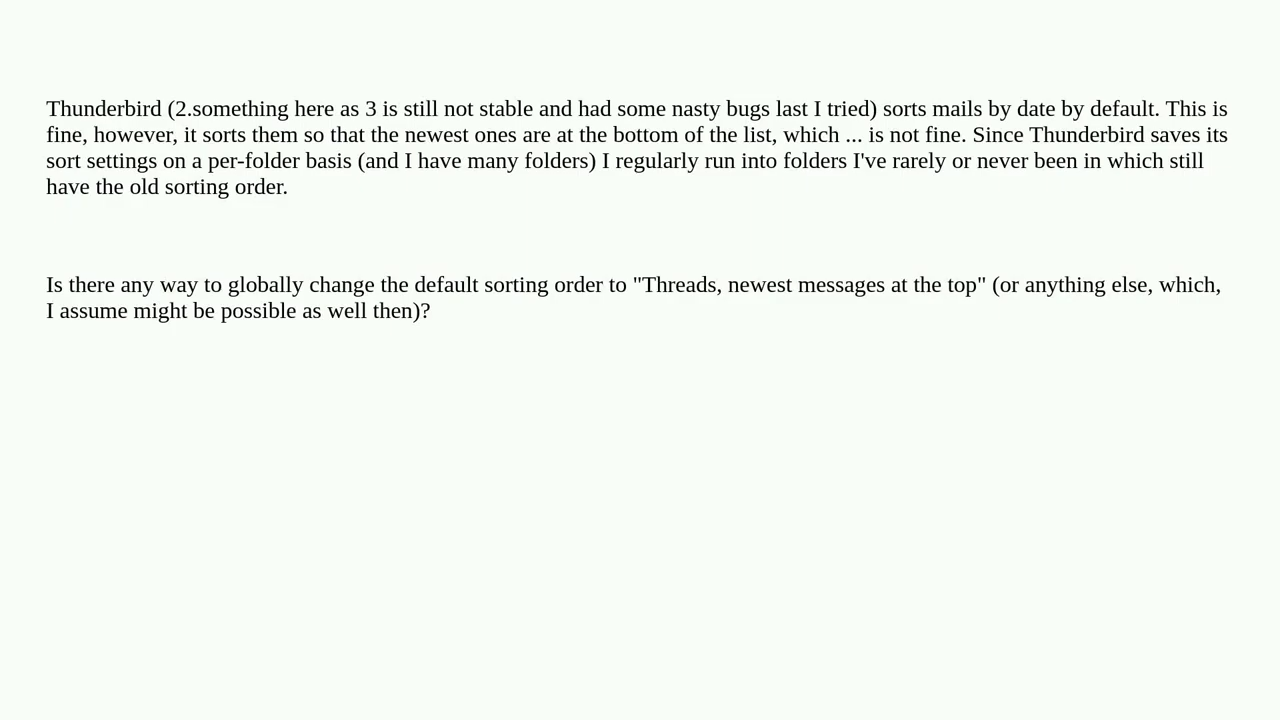 Thunderbird (2.something here as 3 is still not stable and had some nasty bugs last I tried) sorts mails by date by default. This is
fine, however, it sorts them so that the newest ones are at the bottom of the list, which ... is not fine. Since Thunderbird saves its
sort settings on a per-folder basis (and I have many folders) I regularly run into folders I've rarely or never been in which still
have the old sorting order.
Is there any way to globally change the default sorting order to "Threads, newest messages at the top" (or anything else, which,
I assume might be possible as well then)?